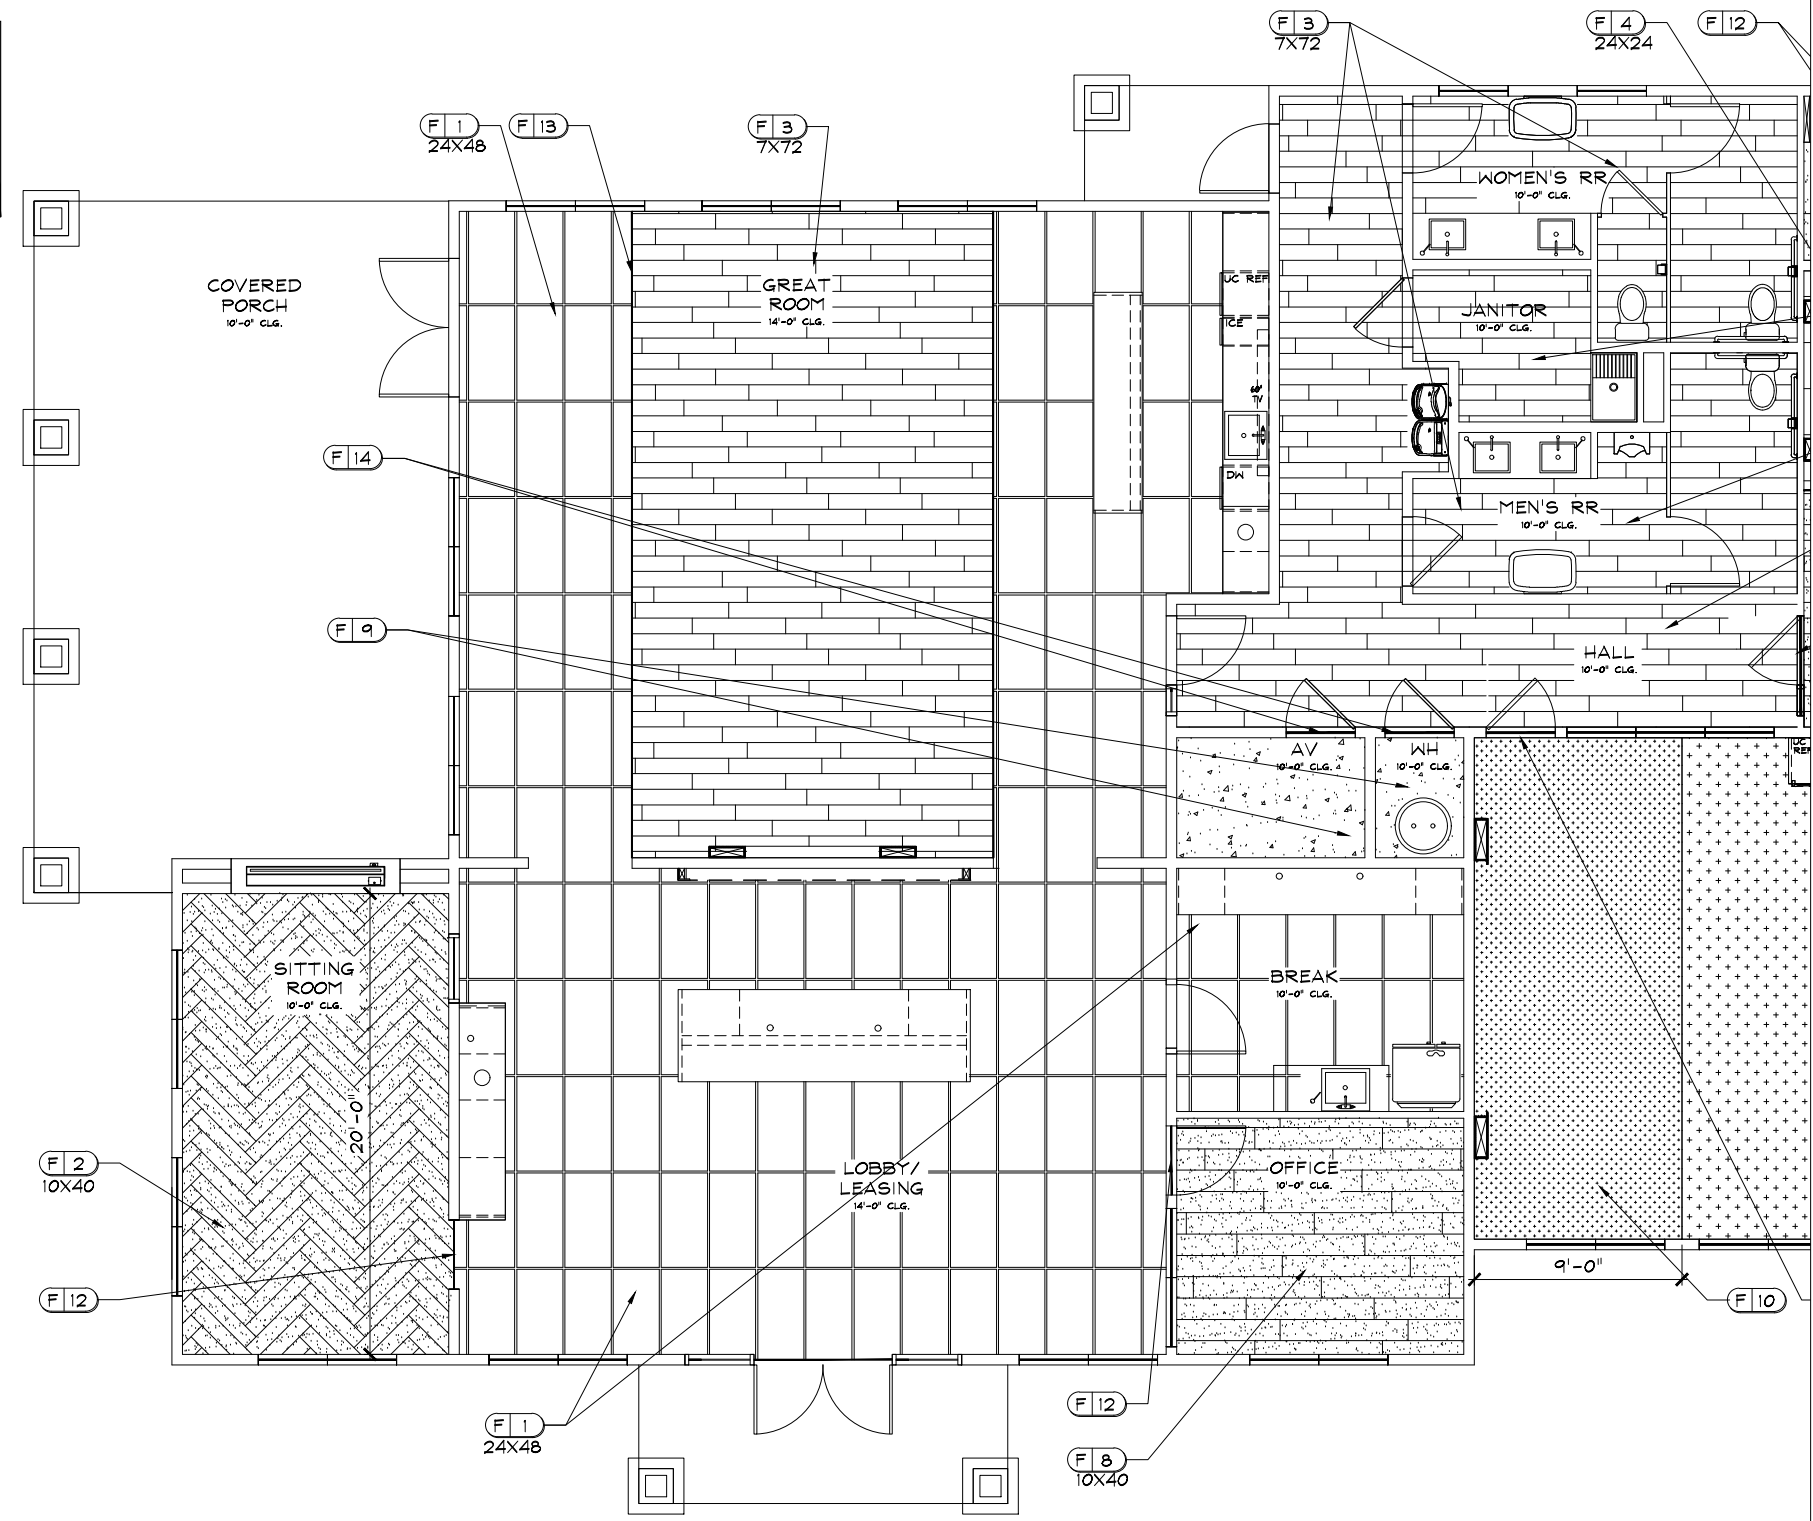 F 3
7X72
F 4
24X24
F 12
F 1
24X48
F 13
F 3
7X72
WOMEN'S RR
10'-0" CLG.
COVERED
PORCH
10'-0" CLG.
GREAT
ROOM
14'-0" CLG.
UC REF
ICE
JANITOR
10'-0" CLG.
60"
TV
F 14
DW
MEN'S RR
10'-0" CLG.
F 9
HALL
10'-0" CLG.
AV
10'-0" CLG.
WH
10'-0" CLG.
UC
REF
SITTING
ROOM
10'-0" CLG.
BREAK
10'-0" CLG.
20'-0"
F 2
10X40
LOBBY/
LEASING
14'-0" CLG.
OFFICE
10'-0" CLG.
9'-0"
F 12
F 10
F 12
F 1
24X48
F 8
10X40